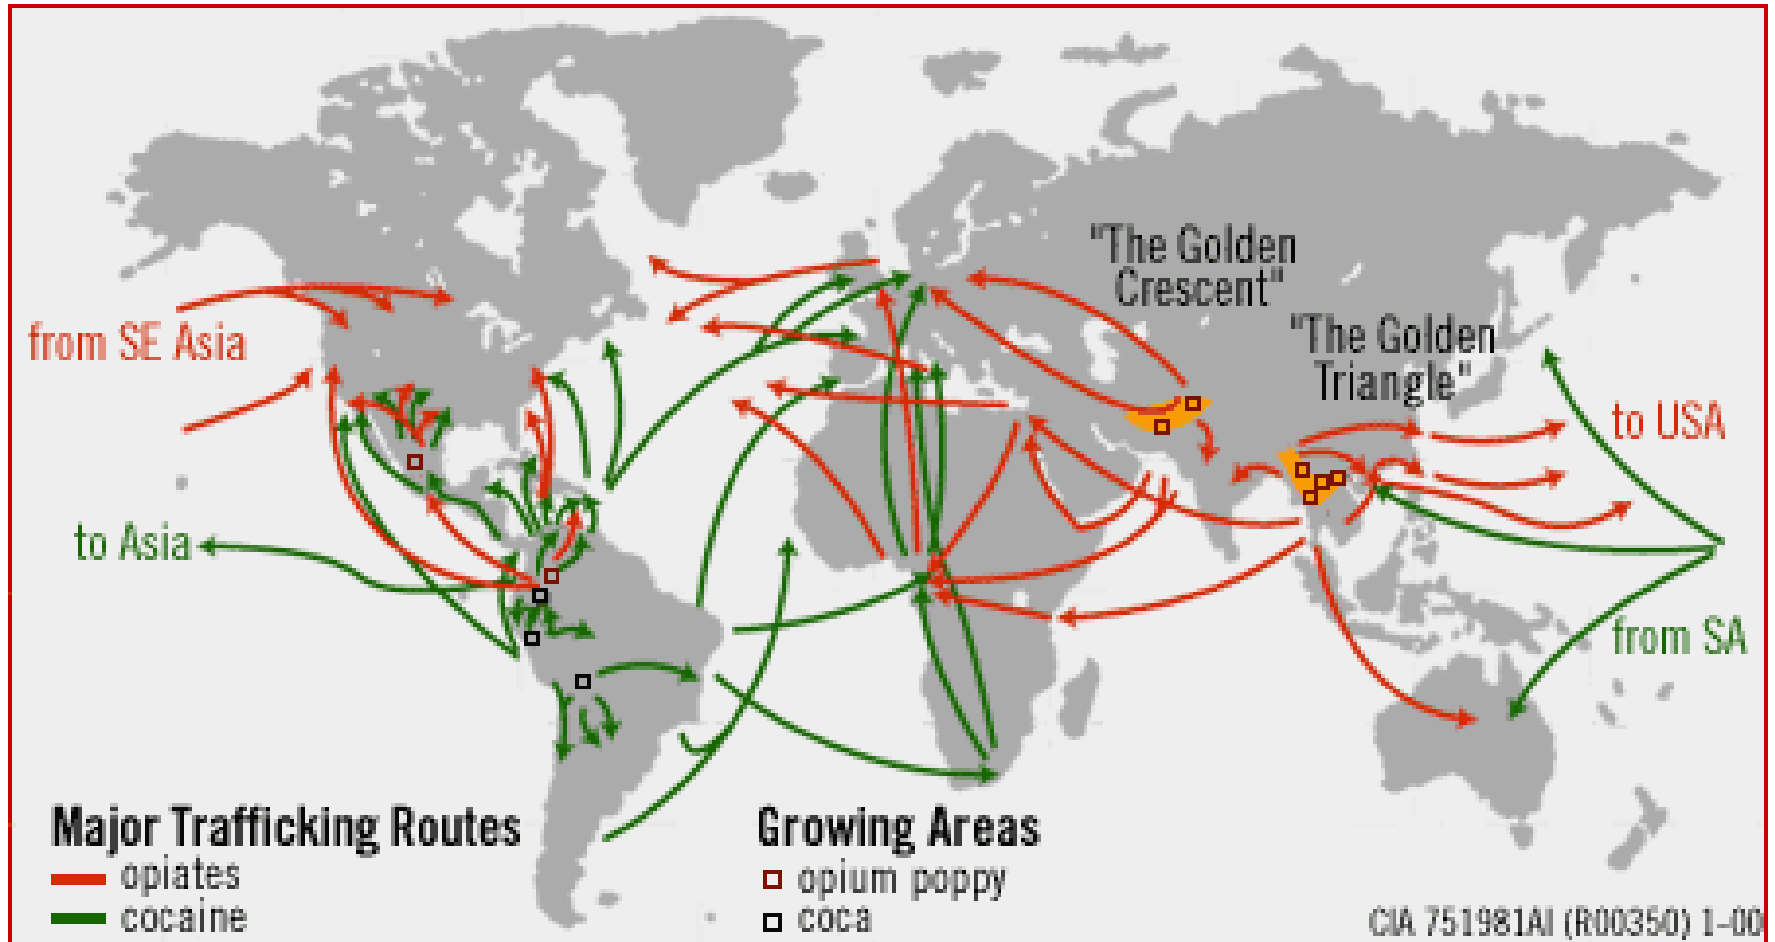 "The Golden
Crescent"
"The Golden
Triangle"
from SE Asia
to USA
to Asia
from SA
Major Trafficking Routes
opiates
cocaine
Growing Areas
opium poppy
coca
CIA 751981AI (R00350) 1-00